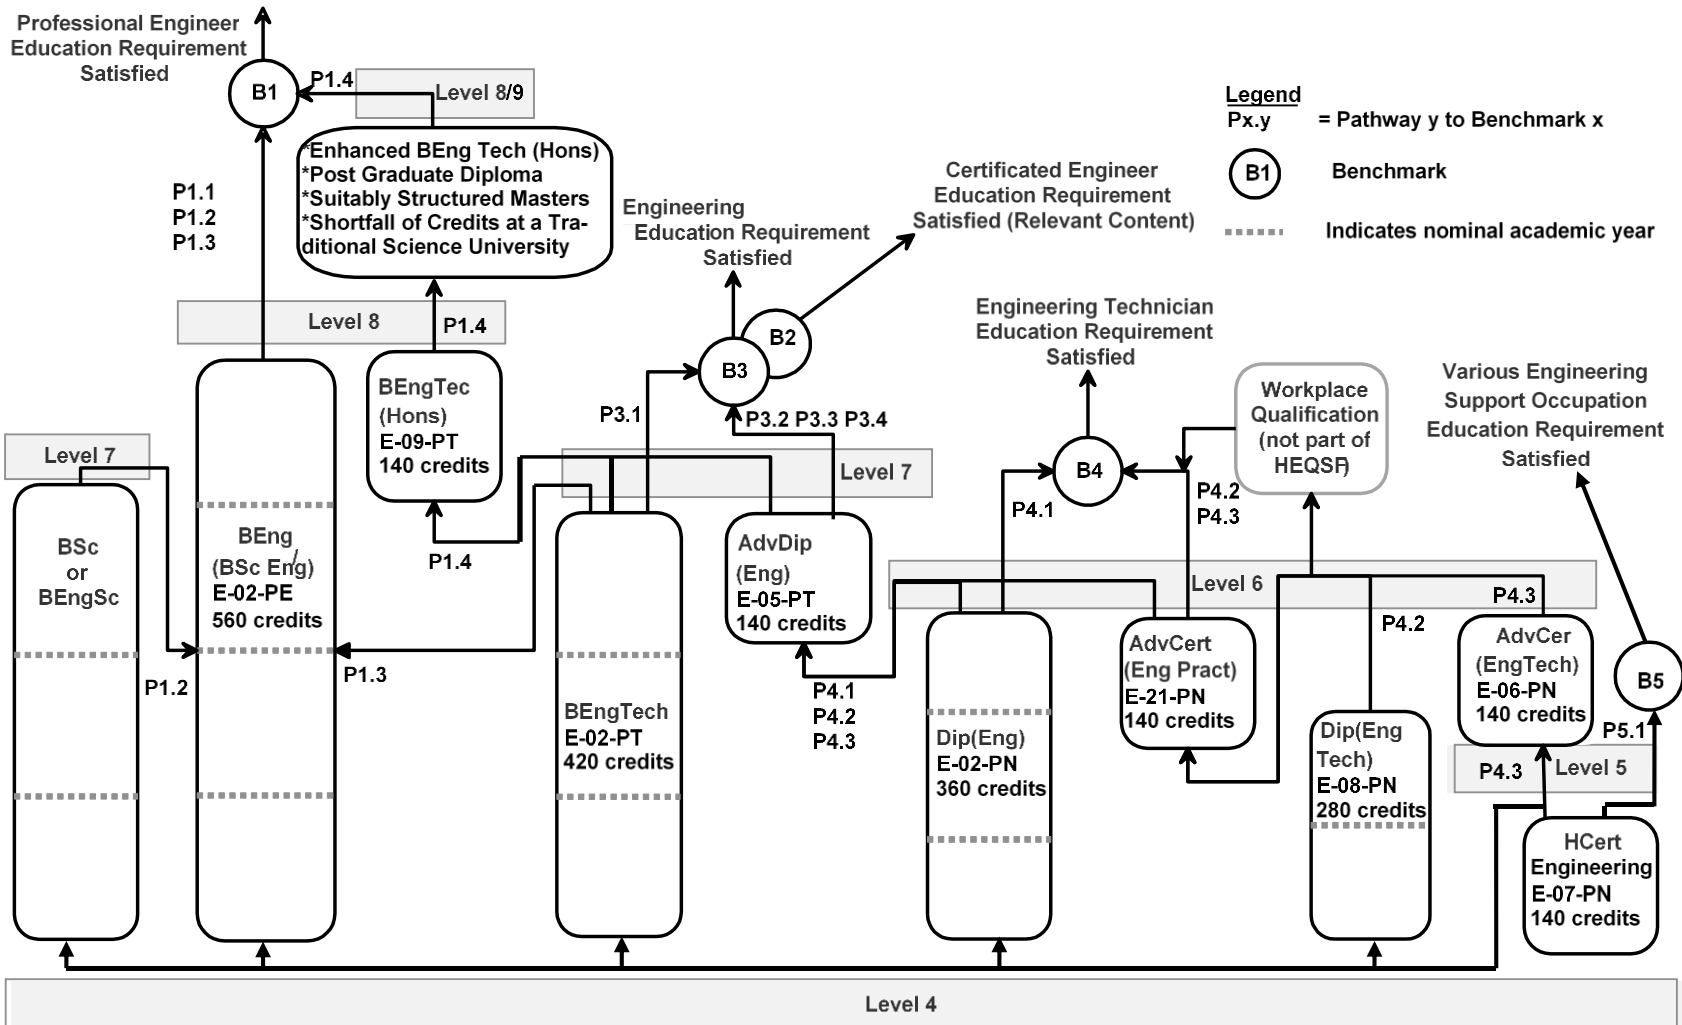 Professional Engineer
Education Requirement
Satisfied
B1
P1.4
Level 8/9
*Enhanced BEng Tech (Hons)
*Post Graduate Diploma
*Suitably Structured Masters
*Shortfall of Credits at a Tra-
ditional Science University
P1.1
P1.2
P1.3
Level 8
P1.4
Legend
Px.y = Pathway y to Benchmark x
B1 Benchmark
Indicates nominal academic year
Engineering
Education Requirement
Satisfied
Certificated Engineer
Education Requirement
Satisfied (Relevant Content)
B2
B3
P3.1
P3.2 P3.3 P3.4
Engineering Technician
Education Requirement
Satisfied
B4
P4.1
P4.2
P4.3
Workplace
Qualification
(not part of
HEQSF)
Various Engineering
Support Occupation
Education Requirement
Satisfied
B5
P5.1
Level 7
BSc
or
BEngSc
P1.2
BEng
/
(BSc Eng)
E-02-PE
560 credits
P1.3
BEngTec
(Hons)
E-09-PT
140 credits
P1.4
Level 7
BEngTech
E-02-PT
420 credits
AdvDip
(Eng)
E-05-PT
140 credits
P4.1
P4.2
P4.3
Level 6
Dip(Eng)
E-02-PN
360 credits
AdvCert
(Eng Pract)
E-21-PN
140 credits
P4.2
Dip(Eng
Tech)
E-08-PN
280 credits
P4.3
AdvCer
(EngTech)
E-06-PN
140 credits
P4.3
Level 5
HCert
Engineering
E-07-PN
140 credits
Level 4